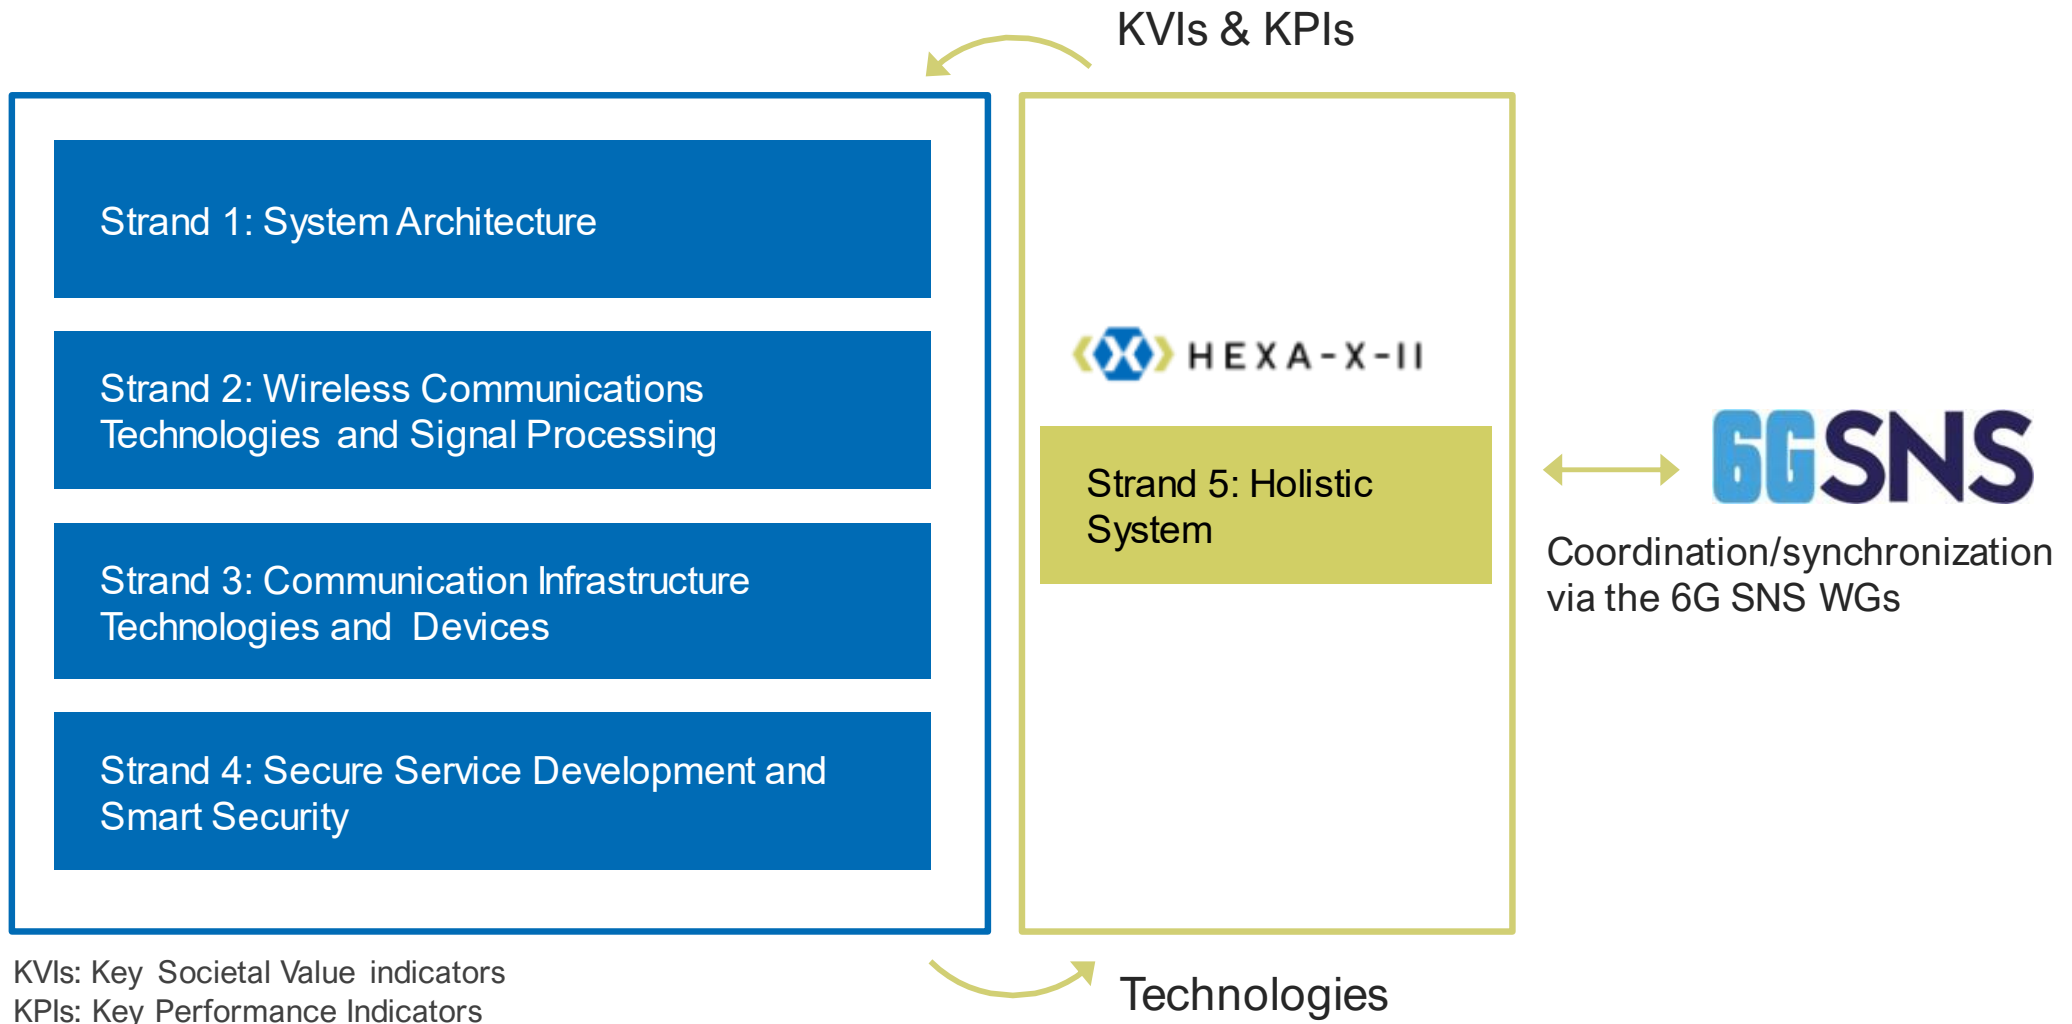 KVIs & KPIs
Strand 1: System Architecture
Strand 2: Wireless Communications
Technologies and Signal Processing
Strand 3: Communication Infrastructure
Technologies and Devices
Strand 4: Secure Service Development and
Smart Security
HEXA-X-II
Strand 5: Holistic
System
6GSNS
Coordination/synchronization
via the 6G SNS WGs
KVIs: Key Societal Value indicators
KPIs: Key Performance Indicators
Technologies